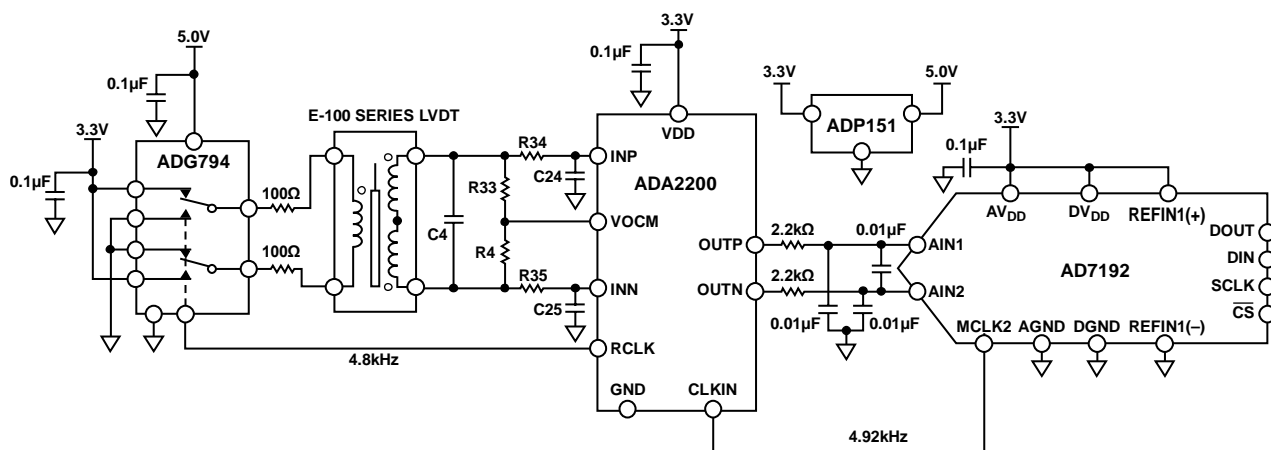 5.0V
0.1µF
3.3V
0.1µF
ADG794
100Ω
100Ω
E-100 SERIES LVDT
C4
R33
R4
R34
C24
R35
C25
4.8kHz
3.3V
0.1µF
VDD
ADA2200
INP
VOCM
INN
RCLK
GND
CLKIN
OUTP
OUTN
3.3V
5.0V
ADP151
2.2kΩ
2.2kΩ
0.01µF
0.01µF
0.01µF
3.3V
0.1µF
AVDD
DVDD
REFIN1(+)
AIN1
AIN2
AD7192
DOUT
DIN
SCLK
CS
MCLK2
AGND
DGND
REFIN1(–)
4.92kHz